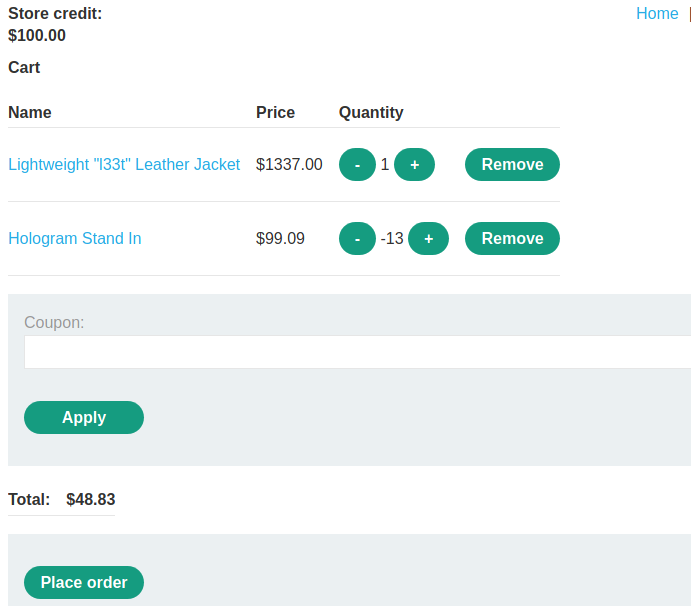 Store credit:
$100.00
Home |
Cart
Name Price Quantity
Lightweight "l33t" Leather Jacket $1337.00 - 1 + Remove
Hologram Stand In $99.09 - -13 + Remove
Coupon:
Apply
Total: $48.83
Place order